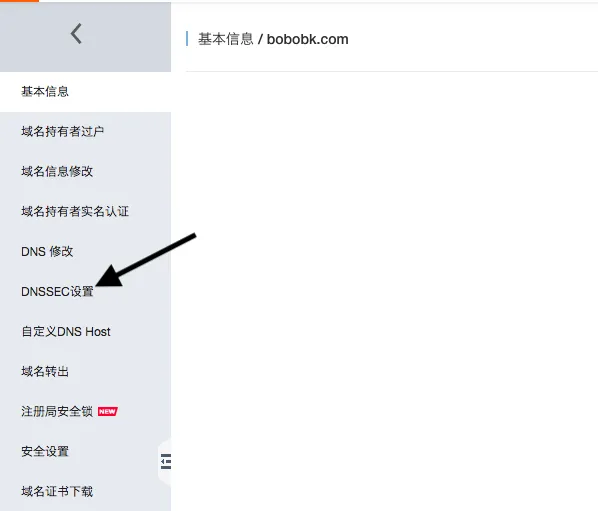 基本信息 / bobobk.com
基本信息
域名持有者过户
域名信息修改
域名持有者实名认证
DNS 修改
DNSSEC设置
自定义DNS Host
域名转出
注册局安全锁 NEW
安全设置
域名证书下载